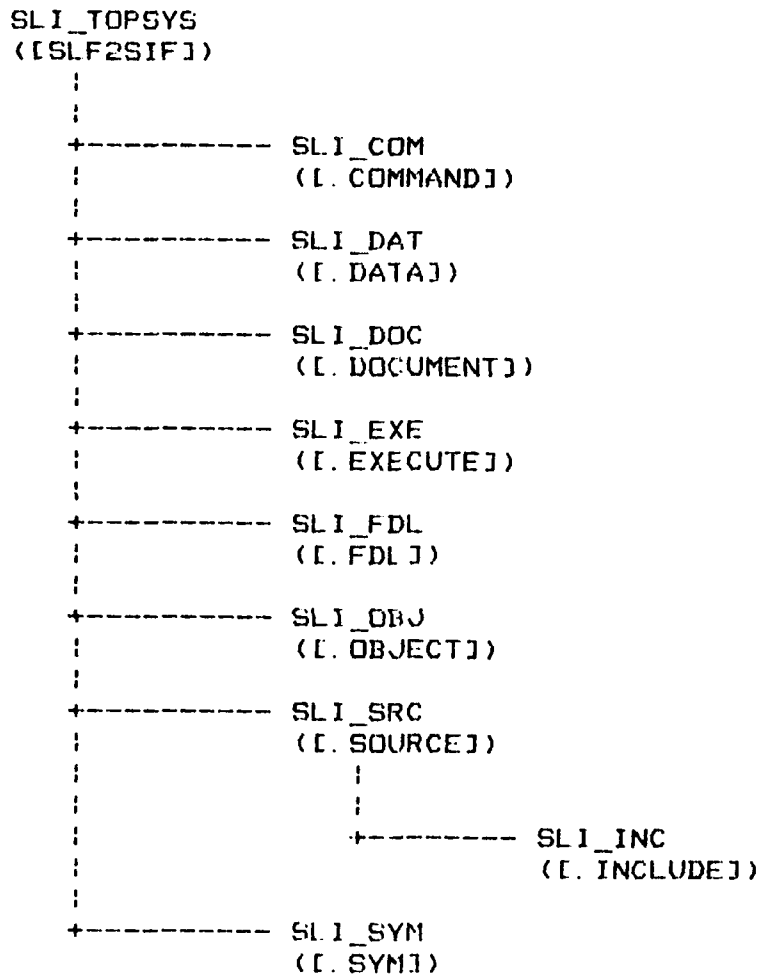 SLI_TOPSYS
([SLF2SIF])
+----------- SLI_COM
([.COMMAND])
+----------- SLI_DAT
([.DATA])
+----------- SLI_DOC
([.DOCUMENT])
+----------- SLI_EXE
([.EXECUTE])
+----------- SLI_FDL
([.FDL])
+----------- SLI_OBJ
([.OBJECT])
+----------- SLI_SRC
([.SOURCE])
+--------- SLI_INC
([.INCLUDE])
+----------- SLI_SYM
([.SYM])